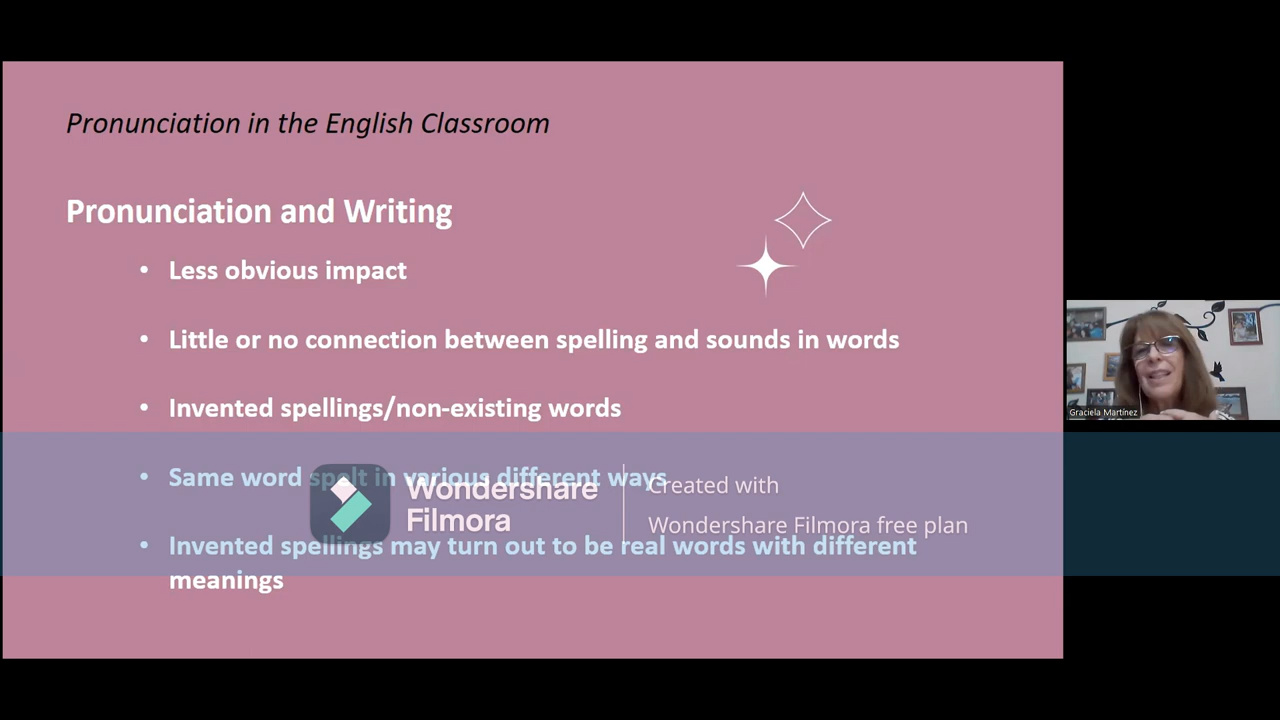 Pronunciation in the English Classroom
Pronunciation and Writing
• Less obvious impact
• Little or no connection between spelling and sounds in words
• Invented spellings/non-existing words
• Same word spelt in various different ways
• Invented spellings may turn out to be real words with different
meanings
Wondershare
Filmora
Created with
Wondershare Filmora free plan
Graciela Martínez